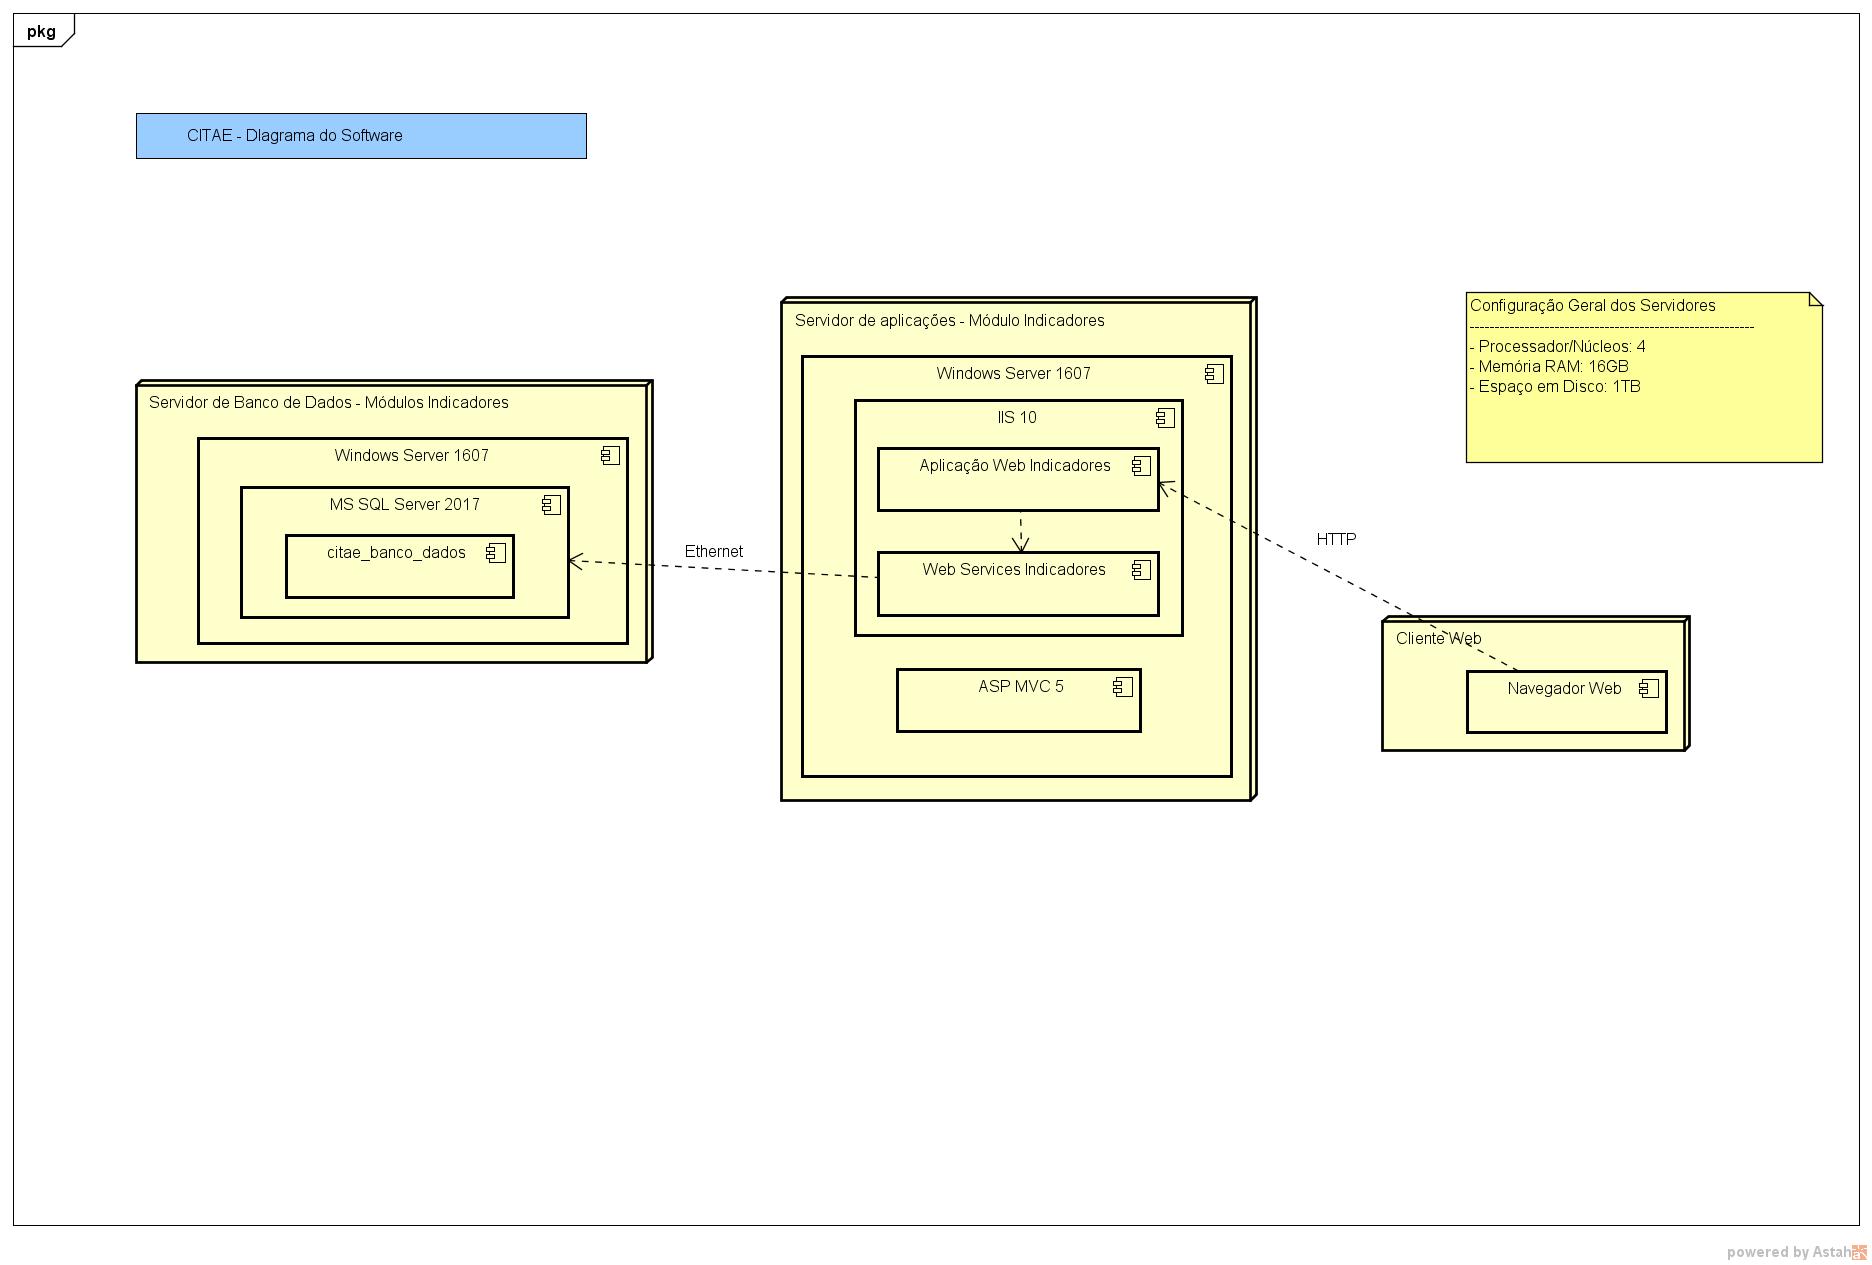 pkg
CITAE - DIagrama do Software
Servidor de aplicações - Módulo Indicadores
Windows Server 1607
IIS 10
Aplicação Web Indicadores
Web Services Indicadores
ASP MVC 5
Servidor de Banco de Dados - Módulos Indicadores
Windows Server 1607
MS SQL Server 2017
citae_banco_dados
Ethernet
HTTP
Configuração Geral dos Servidores
---------------------------------------------------------
- Processador/Núcleos: 4
- Memória RAM: 16GB
- Espaço em Disco: 1TB
Cliente Web
Navegador Web
powered by Astah